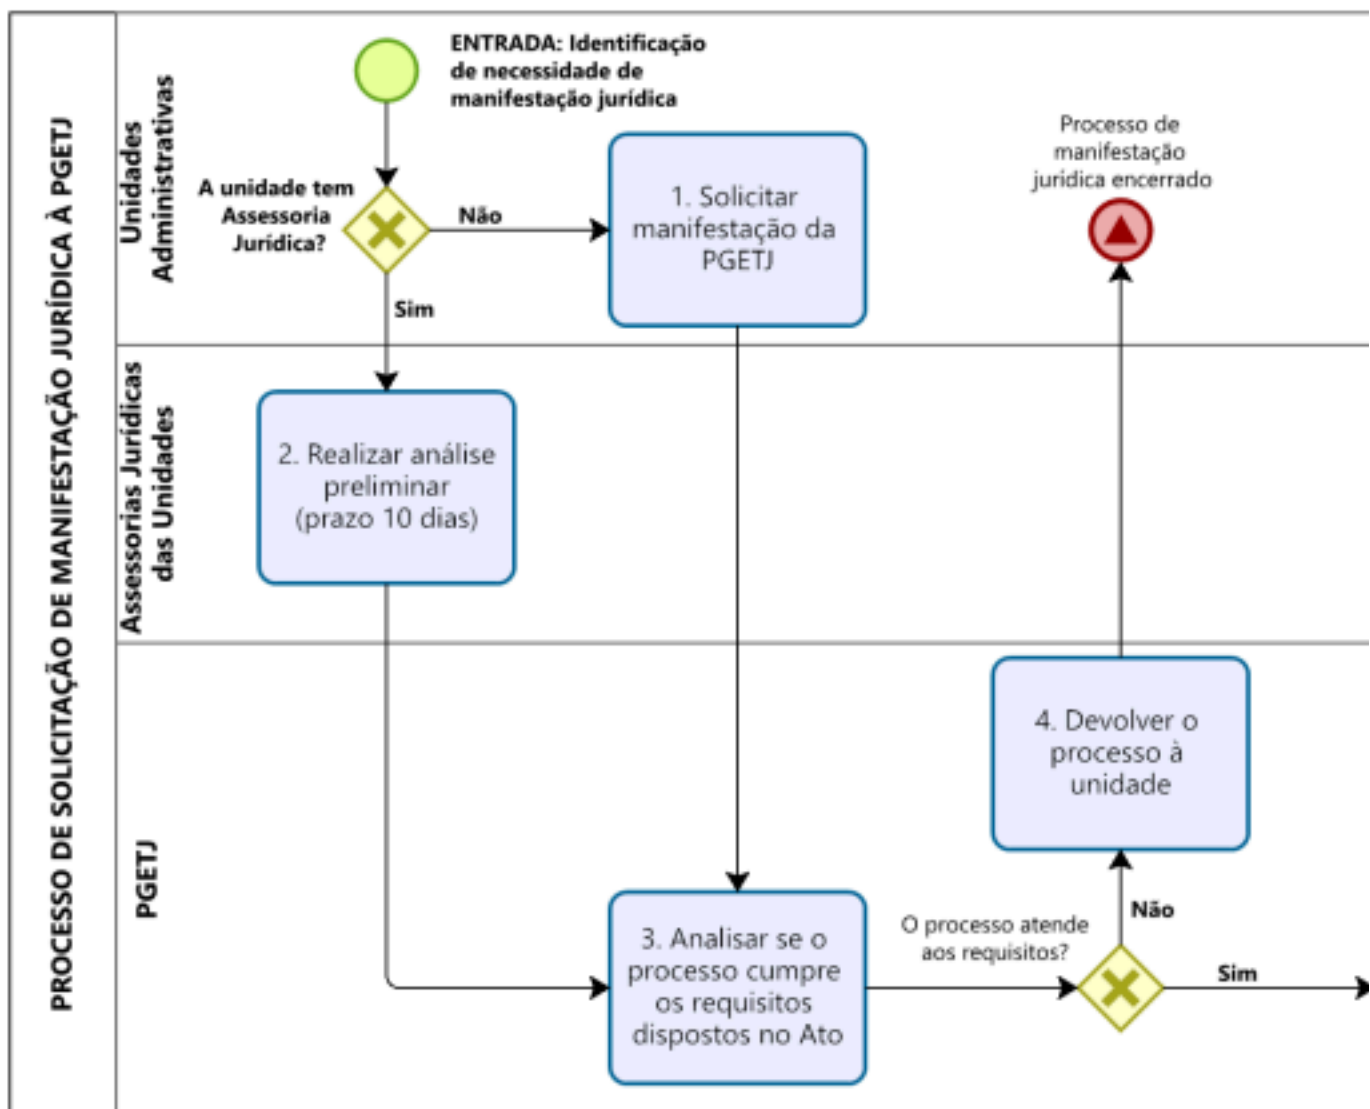 PROCESSO DE SOLICITAÇÃO DE MANIFESTAÇÃO JURÍDICA À PGETJ
Unidades
Administrativas
ENTRADA: Identificação
de necessidade de
manifestação jurídica
A unidade tem
Assessoria
Jurídica?
Não
Sim
1. Solicitar
manifestação da
PGETJ
Processo de
manifestação
jurídica encerrado
Assessorias Jurídicas
das Unidades
2. Realizar análise
preliminar
(prazo 10 dias)
PGETJ
3. Analisar se o
processo cumpre
os requisitos
dispostos no Ato
O processo atende
aos requisitos?
Não
Sim
4. Devolver o
processo à
unidade